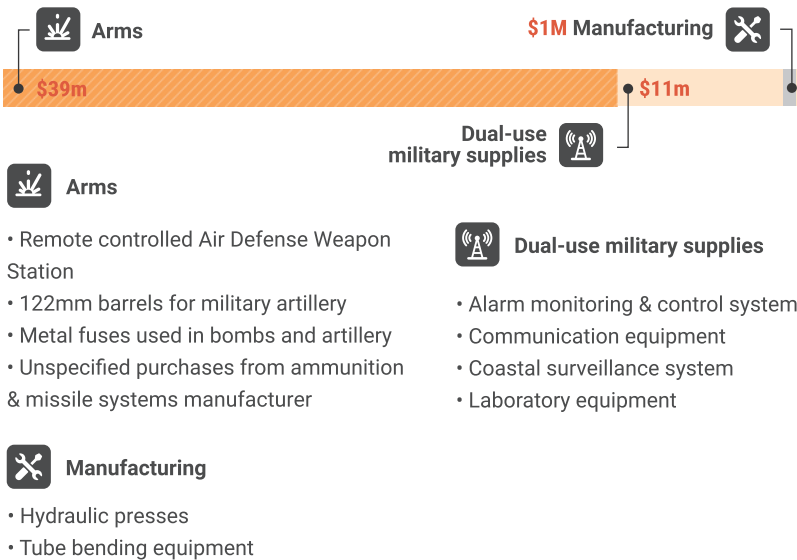 Arms
$1M Manufacturing
$39m
$11m
Dual-use
military supplies
Arms
• Remote controlled Air Defense Weapon
Station
• 122mm barrels for military artillery
• Metal fuses used in bombs and artillery
• Unspecified purchases from ammunition
& missile systems manufacturer
Dual-use military supplies
• Alarm monitoring & control system
• Communication equipment
• Coastal surveillance system
• Laboratory equipment
Manufacturing
• Hydraulic presses
• Tube bending equipment